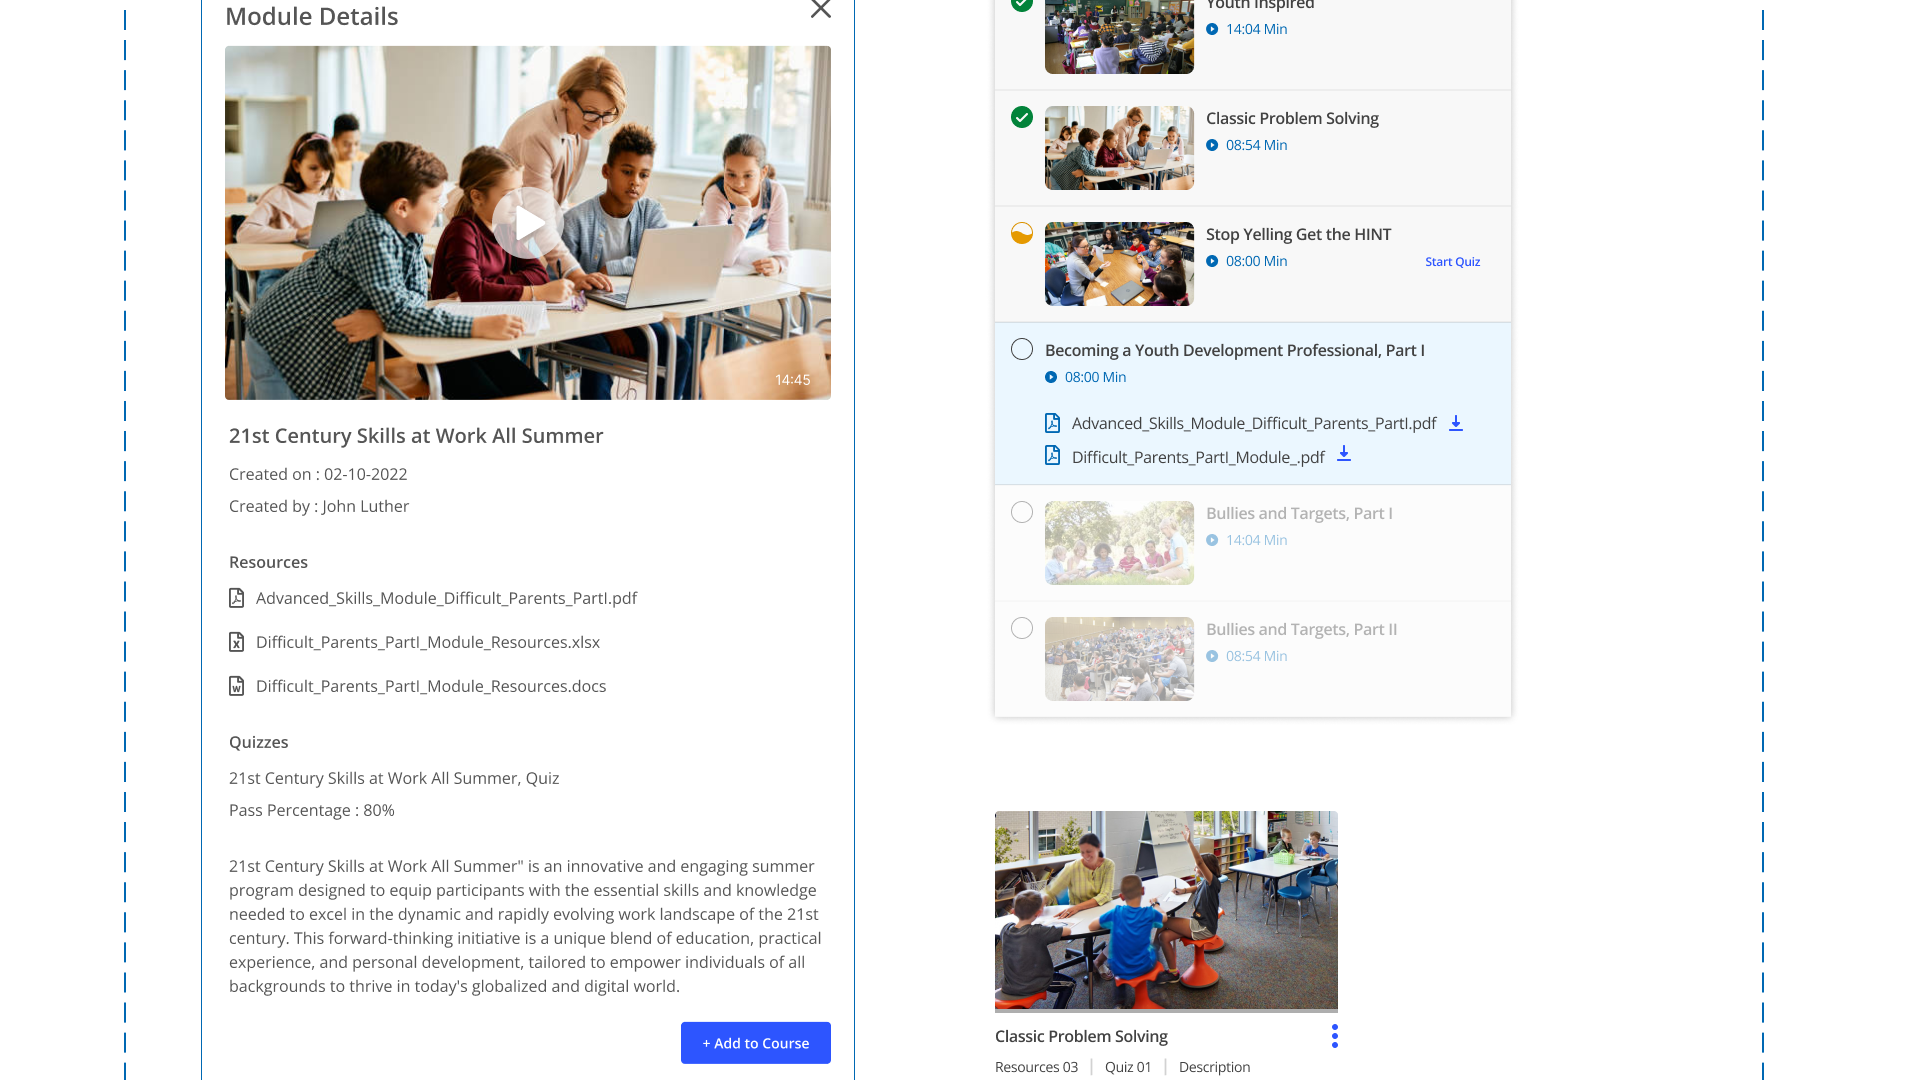 Module Details
14:45
21st Century Skills at Work All Summer
Created on : 02-10-2022
Created by : John Luther
Resources
Advanced_Skills_Module_Difficult_Parents_PartI.pdf
Difficult_Parents_PartI_Module_Resources.xlsx
Difficult_Parents_PartI_Module_Resources.docs
Quizzes
21st Century Skills at Work All Summer, Quiz
Pass Percentage : 80%
21st Century Skills at Work All Summer" is an innovative and engaging summer
program designed to equip participants with the essential skills and knowledge
needed to excel in the dynamic and rapidly evolving work landscape of the 21st
century. This forward-thinking initiative is a unique blend of education, practical
experience, and personal development, tailored to empower individuals of all
backgrounds to thrive in today's globalized and digital world.
+ Add to Course
Youth Inspired
14:04 Min
Classic Problem Solving
08:54 Min
Stop Yelling Get the HINT
08:00 Min
Start Quiz
Becoming a Youth Development Professional, Part I
08:00 Min
Advanced_Skills_Module_Difficult_Parents_PartI.pdf
Difficult_Parents_PartI_Module_.pdf
Bullies and Targets, Part I
14:04 Min
Bullies and Targets, Part II
08:54 Min
Classic Problem Solving
Resources 03 | Quiz 01 | Description